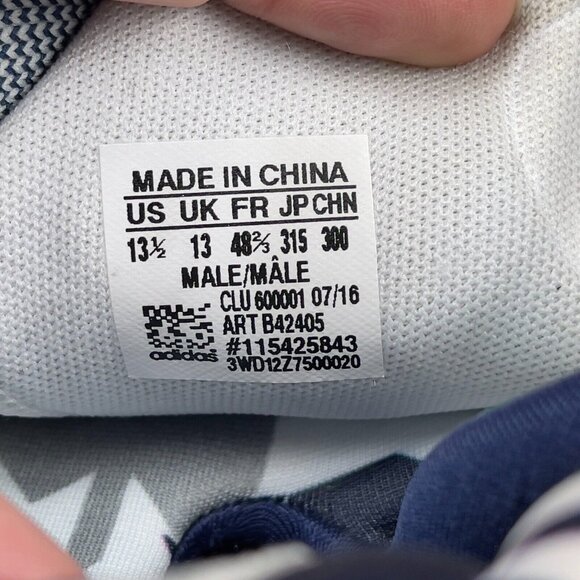 MADE IN CHINA
US UK FR JP CHN
13½ 13 48⅔ 315 300
MALE/MÂLE
CLU 600001 07/16
ART B42405
#115425843
adidas 3WD12Z7500020